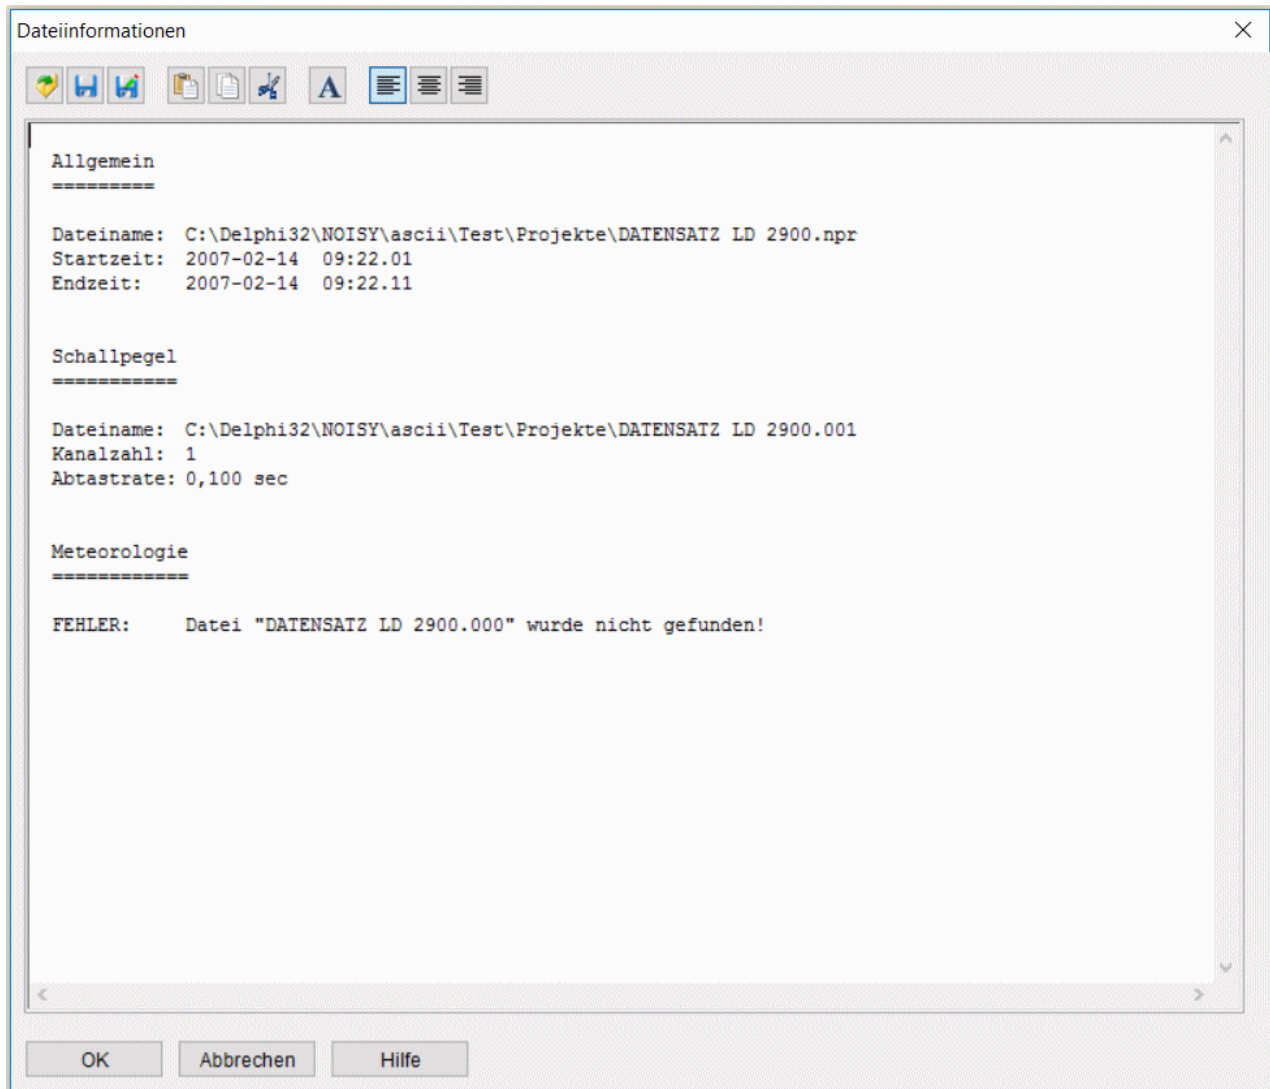 Dateiinformationen
A
Allgemein
=========
Dateiname: C:\Delphi32\NOISY\ascii\Test\Projekte\DATENSATZ LD 2900.npr
Startzeit: 2007-02-14 09:22.01
Endzeit: 2007-02-14 09:22.11
Schallpegel
===========
Dateiname: C:\Delphi32\NOISY\ascii\Test\Projekte\DATENSATZ LD 2900.001
Kanalzahl: 1
Abtastrate: 0,100 sec
Meteorologie
============
FEHLER: Datei "DATENSATZ LD 2900.000" wurde nicht gefunden!
OK Abbrechen Hilfe